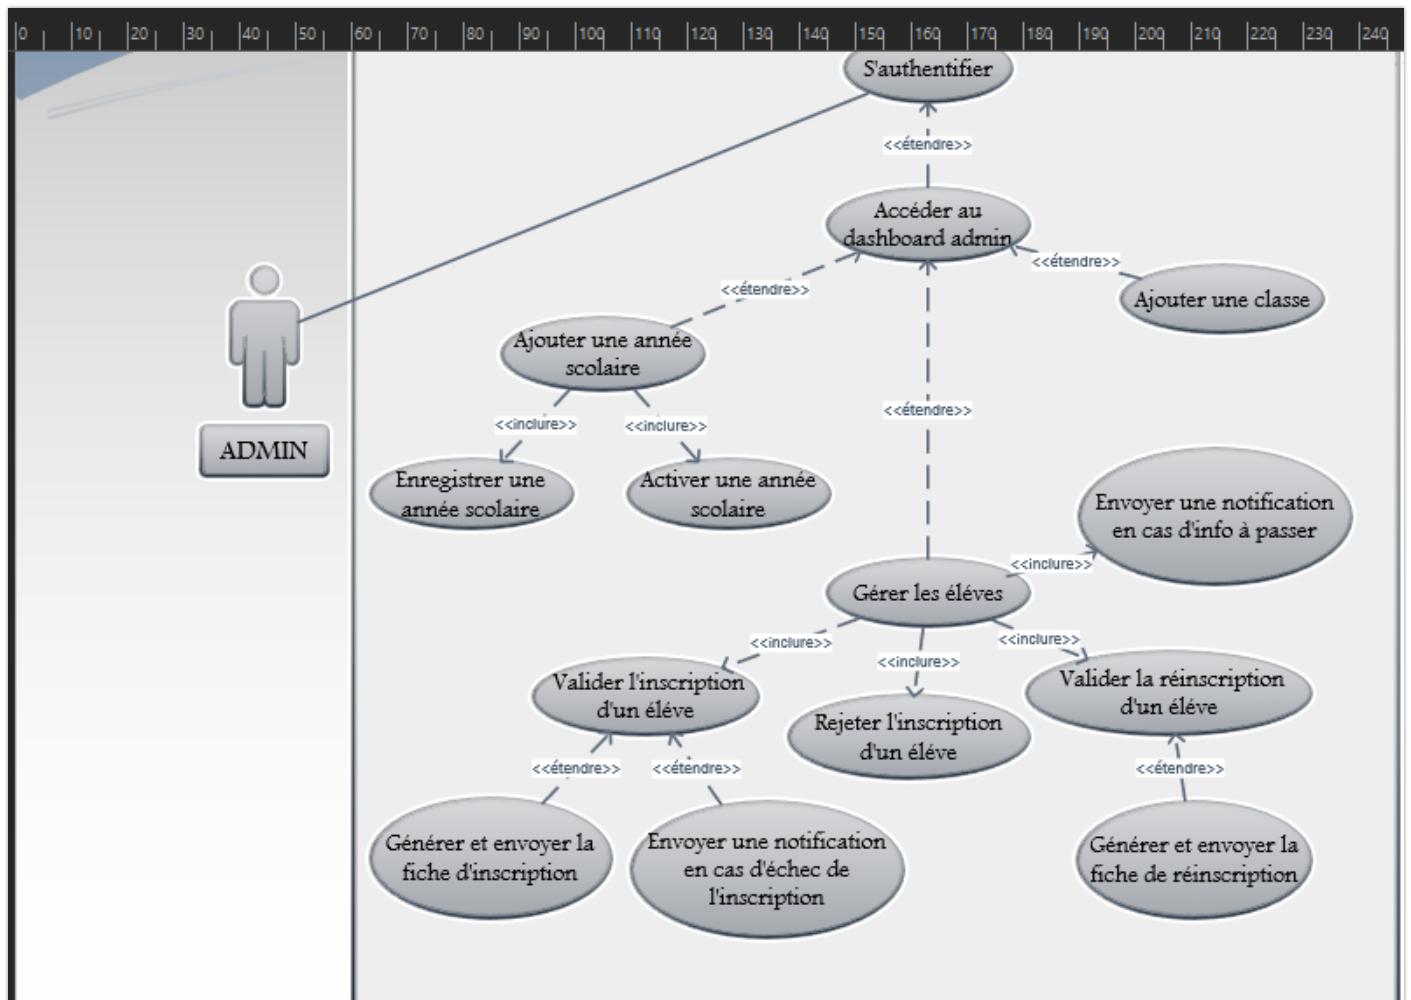 0 10 20 30 40 50 60 70 80 90 100 110 120 130 140 150 160 170 180 190 200 210 220 230 240
S'authentifier
<<étendre>>
Accéder au
dashboard admin
<<étendre>>
<<étendre>>
Ajouter une classe
Ajouter une année
scolaire
<<étendre>>
<<inclure>>
<<inclure>>
ADMIN
Enregistrer une
année scolaire
Activer une année
scolaire
Envoyer une notification
en cas d'info à passer
<<inclure>>
Gérer les éléves
<<inclure>>
<<inclure>>
<<inclure>>
Valider l'inscription
d'un éléve
Rejeter l'inscription
d'un éléve
Valider la réinscription
d'un éléve
<<étendre>>
<<étendre>>
<<étendre>>
Générer et envoyer la
fiche d'inscription
Envoyer une notification
en cas d'échec de
l'inscription
Générer et envoyer la
fiche de réinscription